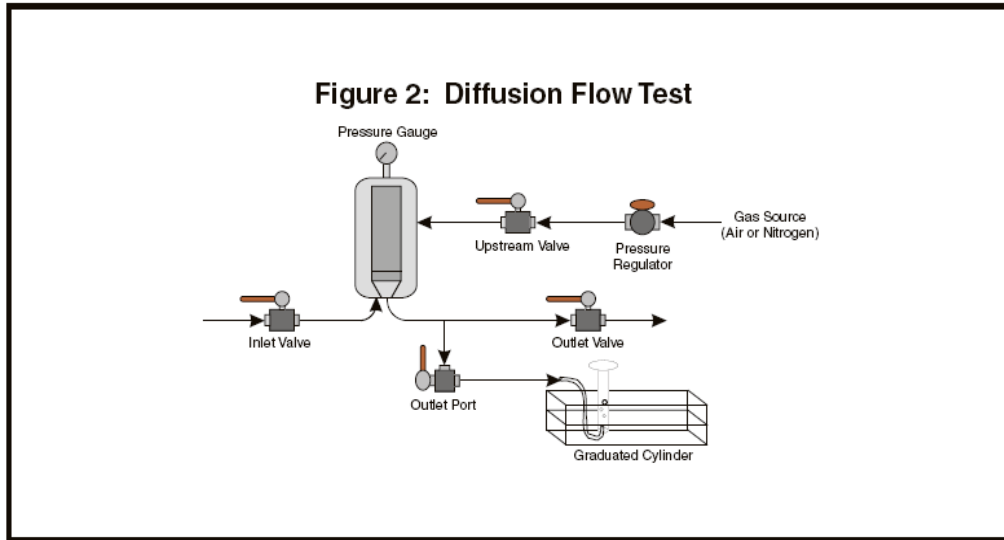 Figure 2: Diffusion Flow Test
Pressure Gauge
Gas Source
(Air or Nitrogen)
Upstream Valve
Pressure
Regulator
Inlet Valve
Outlet Valve
Outlet Port
Graduated Cylinder